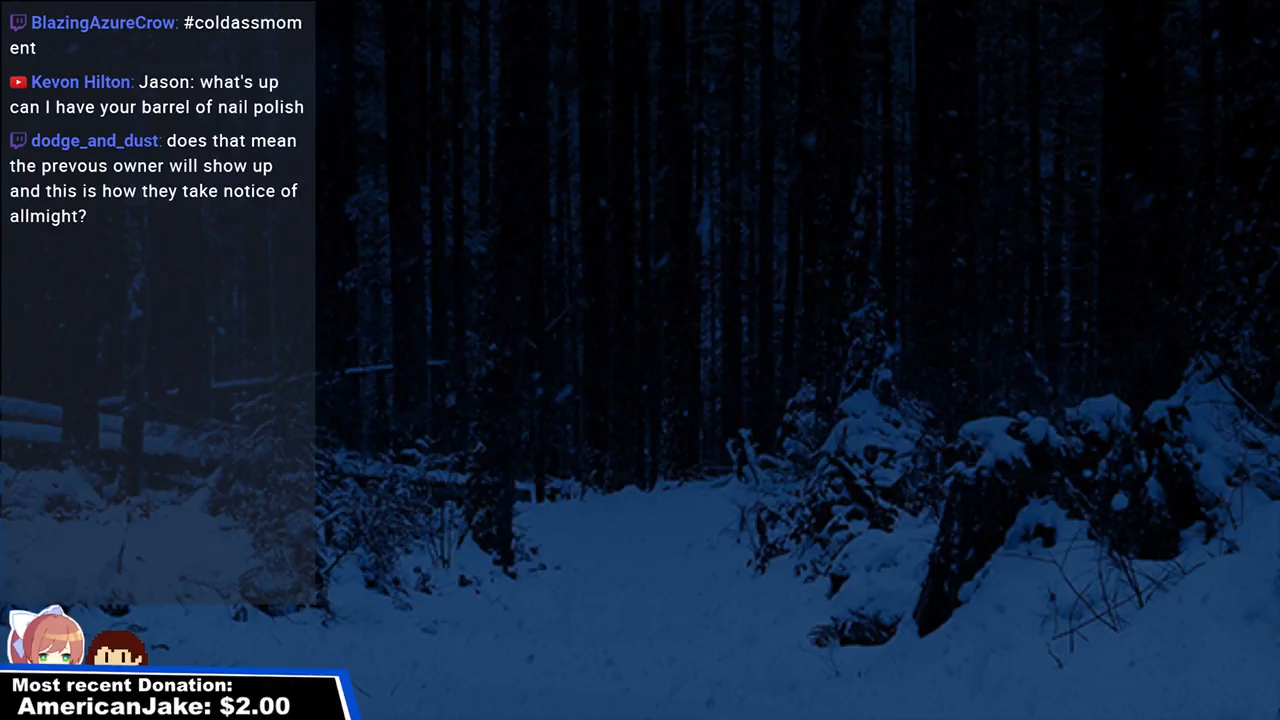 BlazingAzureCrow: #coldassmom
ent
Kevon Hilton: Jason: what's up
can I have your barrel of nail polish
dodge_and_dust: does that mean
the prevous owner will show up
and this is how they take notice of
allmight?
Most recent Donation:
AmericanJake: $2.00